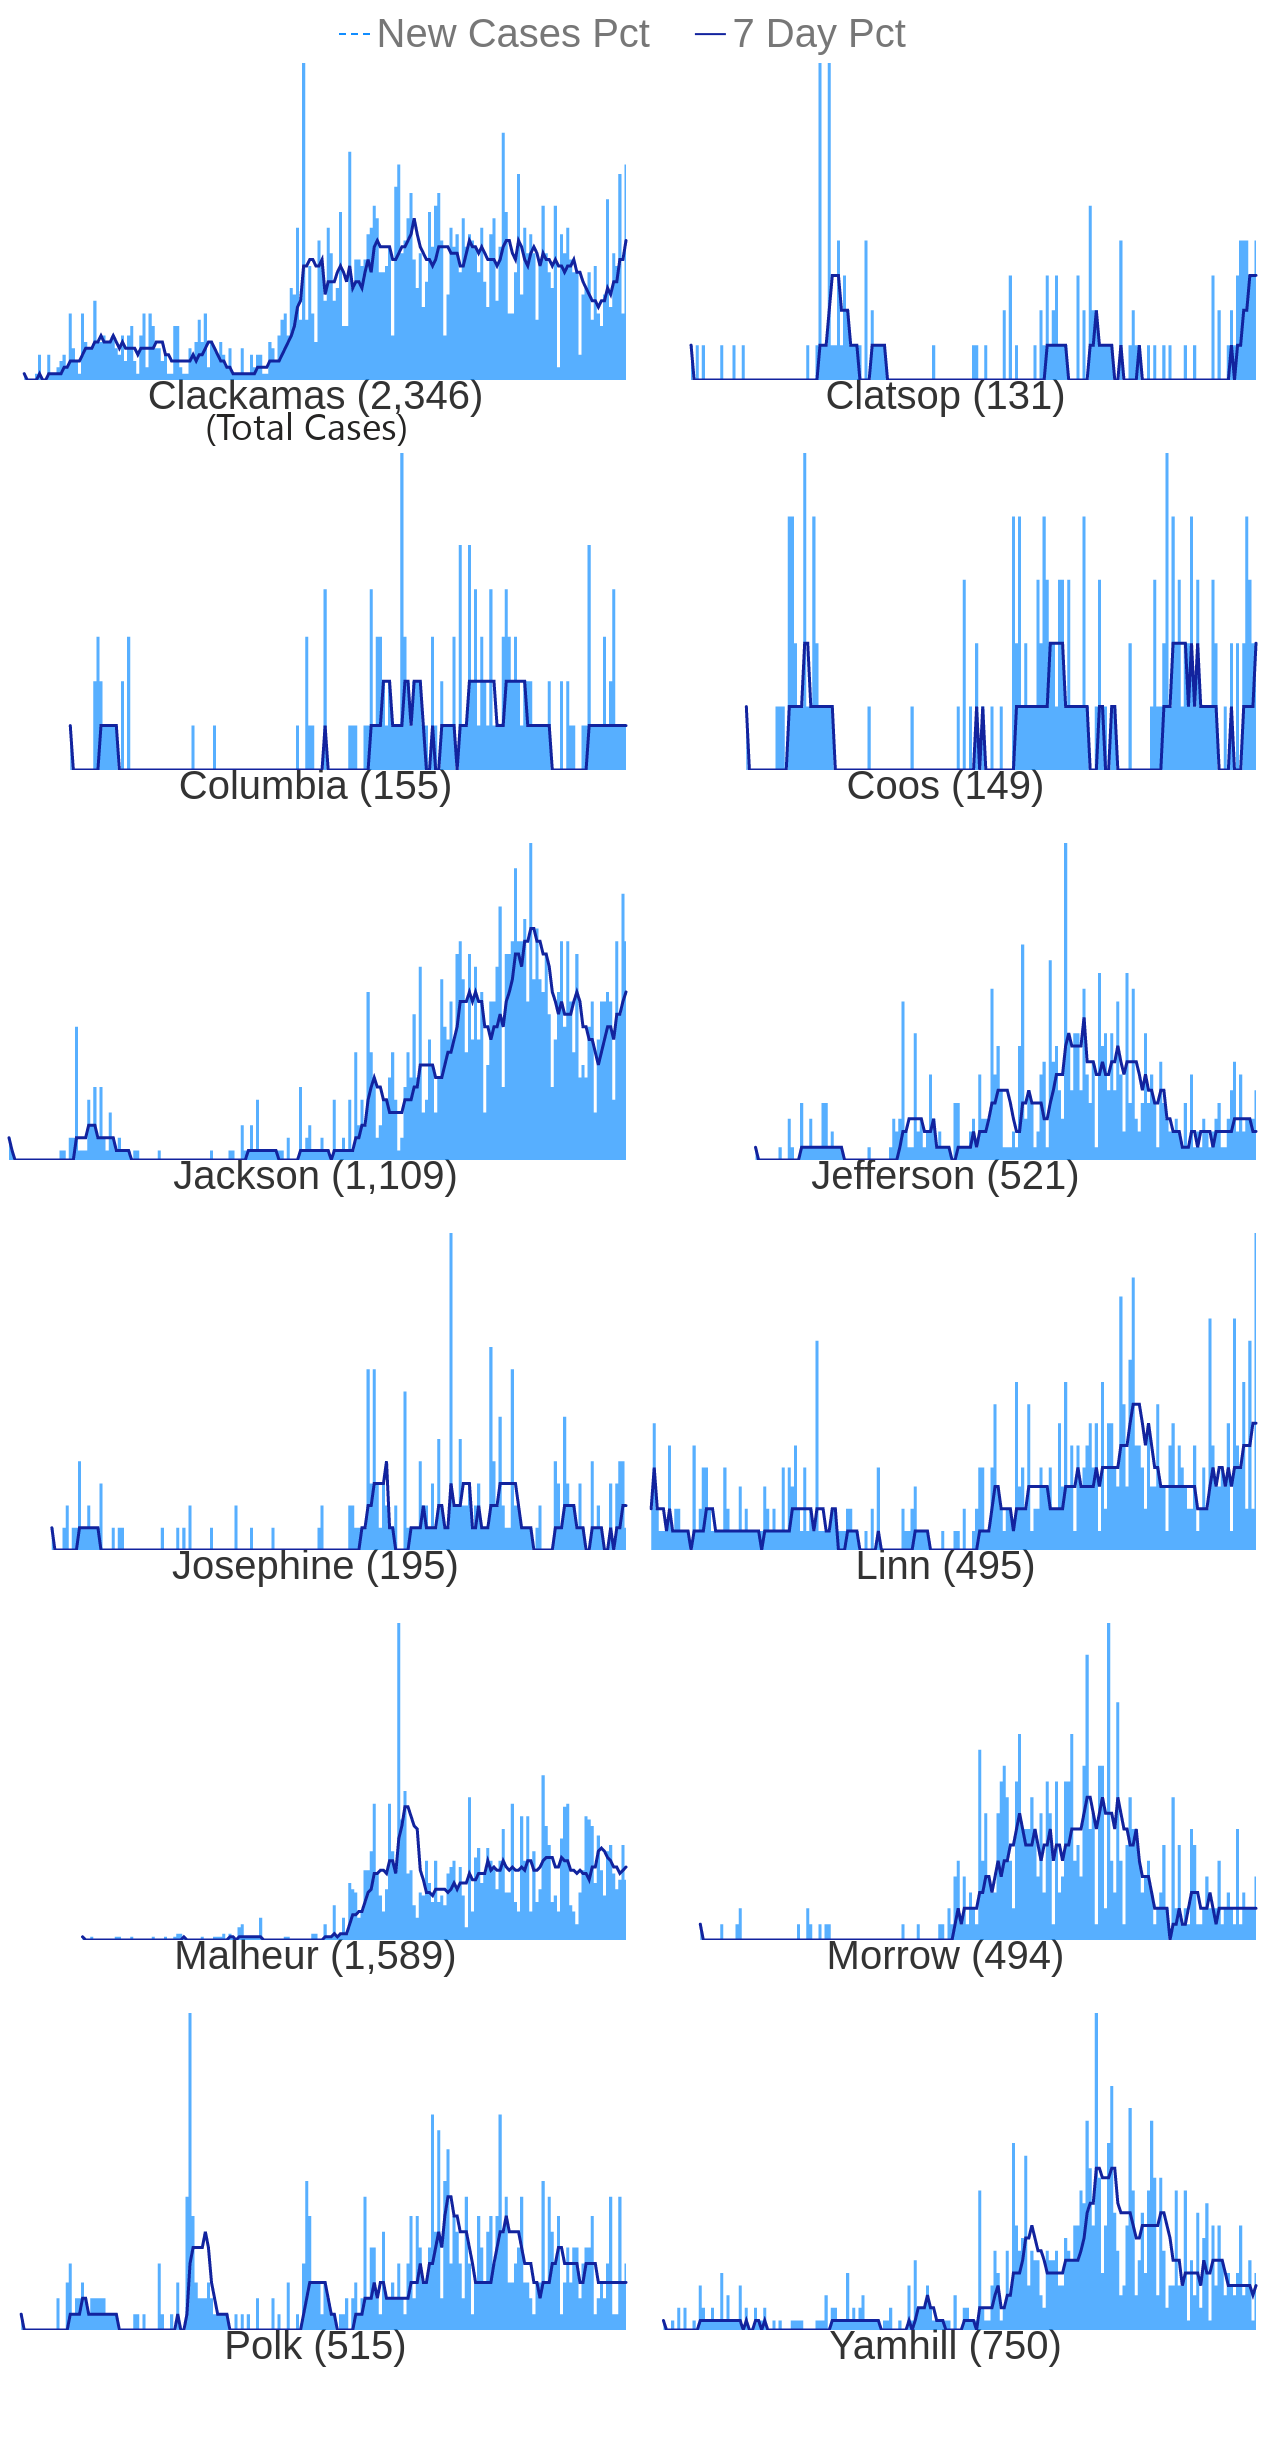 New Cases Pct 7 Day Pct
Clackamas (2,346) Clatsop (131)
(Total Cases)
Columbia (155) Coos (149)
Jackson (1,109) Jefferson (521)
Josephine (195) Linn (495)
Malheur (1,589) Morrow (494)
Polk (515) Yamhill (750)